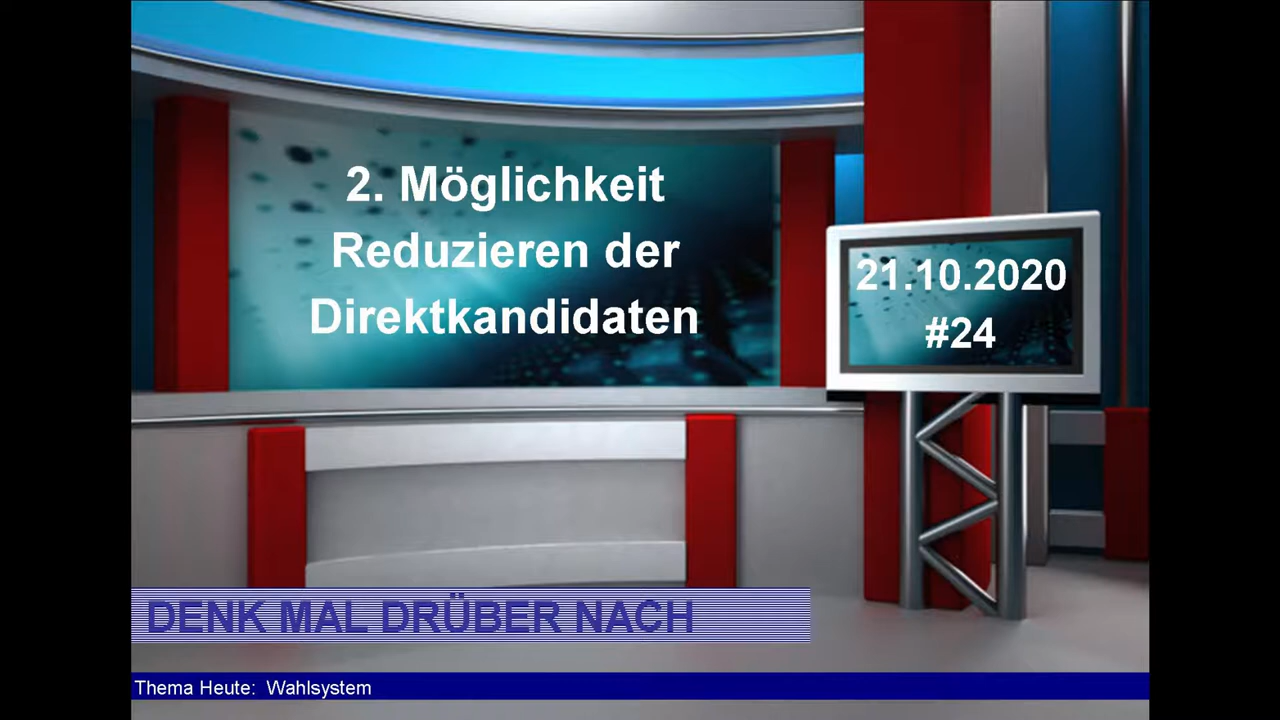 2. Möglichkeit
Reduzieren der
Direktkandidaten
21.10.2020
#24
DENK MAL DRÜBER NACH
Thema Heute: Wahlsystem